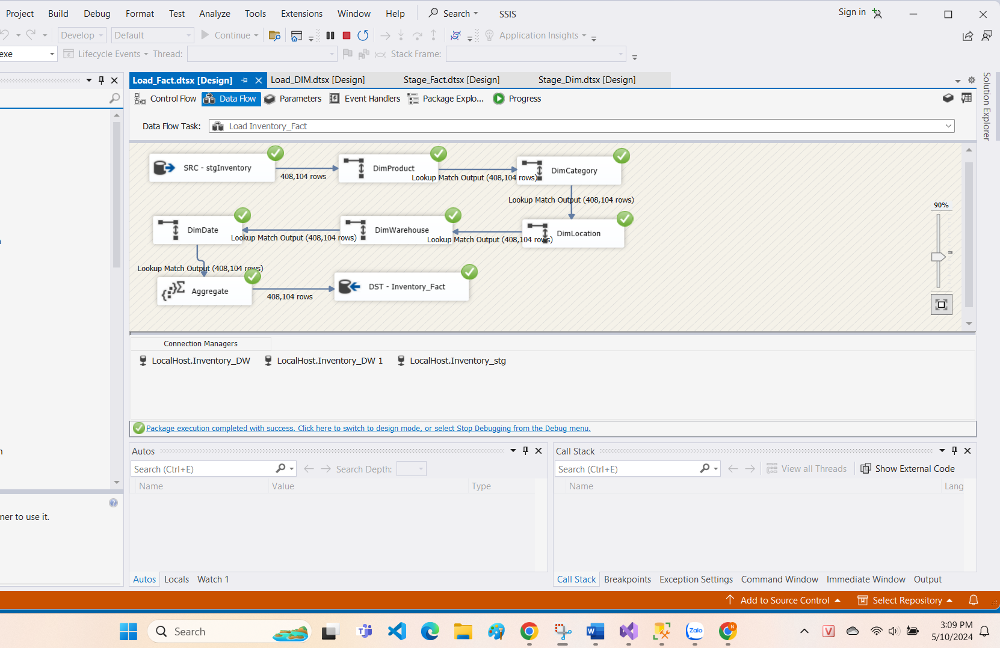 Project Build Debug Format Test Analyze Tools Extensions Window Help Search SSIS Sign in
Develop Default Continue Application Insights
exe Lifecycle Events Thread: Stack Frame:
Load_Fact.dtsx [Design] Load_DIM.dtsx [Design] Stage_Fact.dtsx [Design] Stage_Dim.dtsx [Design]
Control Flow Data Flow Parameters Event Handlers Package Explo... Progress
Solution Explorer
Data Flow Task: Load Inventory_Fact
SRC - stgInventory DimProduct DimCategory
408,104 rows Lookup Match Output (408,104 rows)
Lookup Match Output (408,104 rows)
90%
DimDate DimWarehouse DimLocation
Lookup Match Output (408,104 rows) Lookup Match Output (408,104 rows)
Lookup Match Output (408,104 rows)
Aggregate DST - Inventory_Fact
408,104 rows
Connection Managers
LocalHost.Inventory_DW LocalHost.Inventory_DW 1 LocalHost.Inventory_stg
Package execution completed with success. Click here to switch to design mode, or select Stop Debugging from the Debug menu.
n
ner to use it.
Autos
Search (Ctrl+E) Search Depth:
Name Value Type
Autos Locals Watch 1
Call Stack
Search (Ctrl+E) View all Threads Show External Code
Name Lang
Call Stack Breakpoints Exception Settings Command Window Immediate Window Output
Add to Source Control Select Repository
Search Zalo N V 3:09 PM
5/10/2024